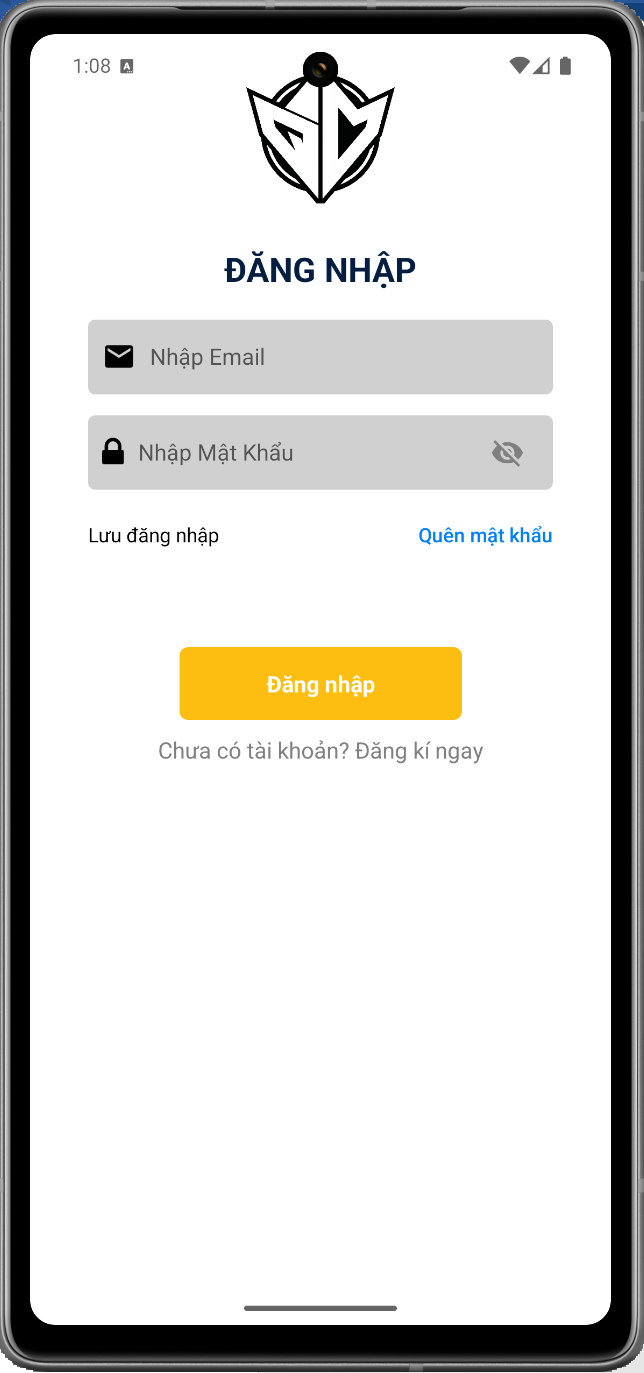 1:08
ĐĂNG NHẬP
Nhập Email
Nhập Mật Khẩu
Lưu đăng nhập
Quên mật khẩu
Đăng nhập
Chưa có tài khoản? Đăng kí ngay